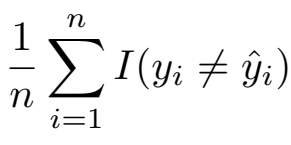 $$\frac{1}{n} \sum_{i=1}^{n} I(y_i \neq \hat{y}_i)$$